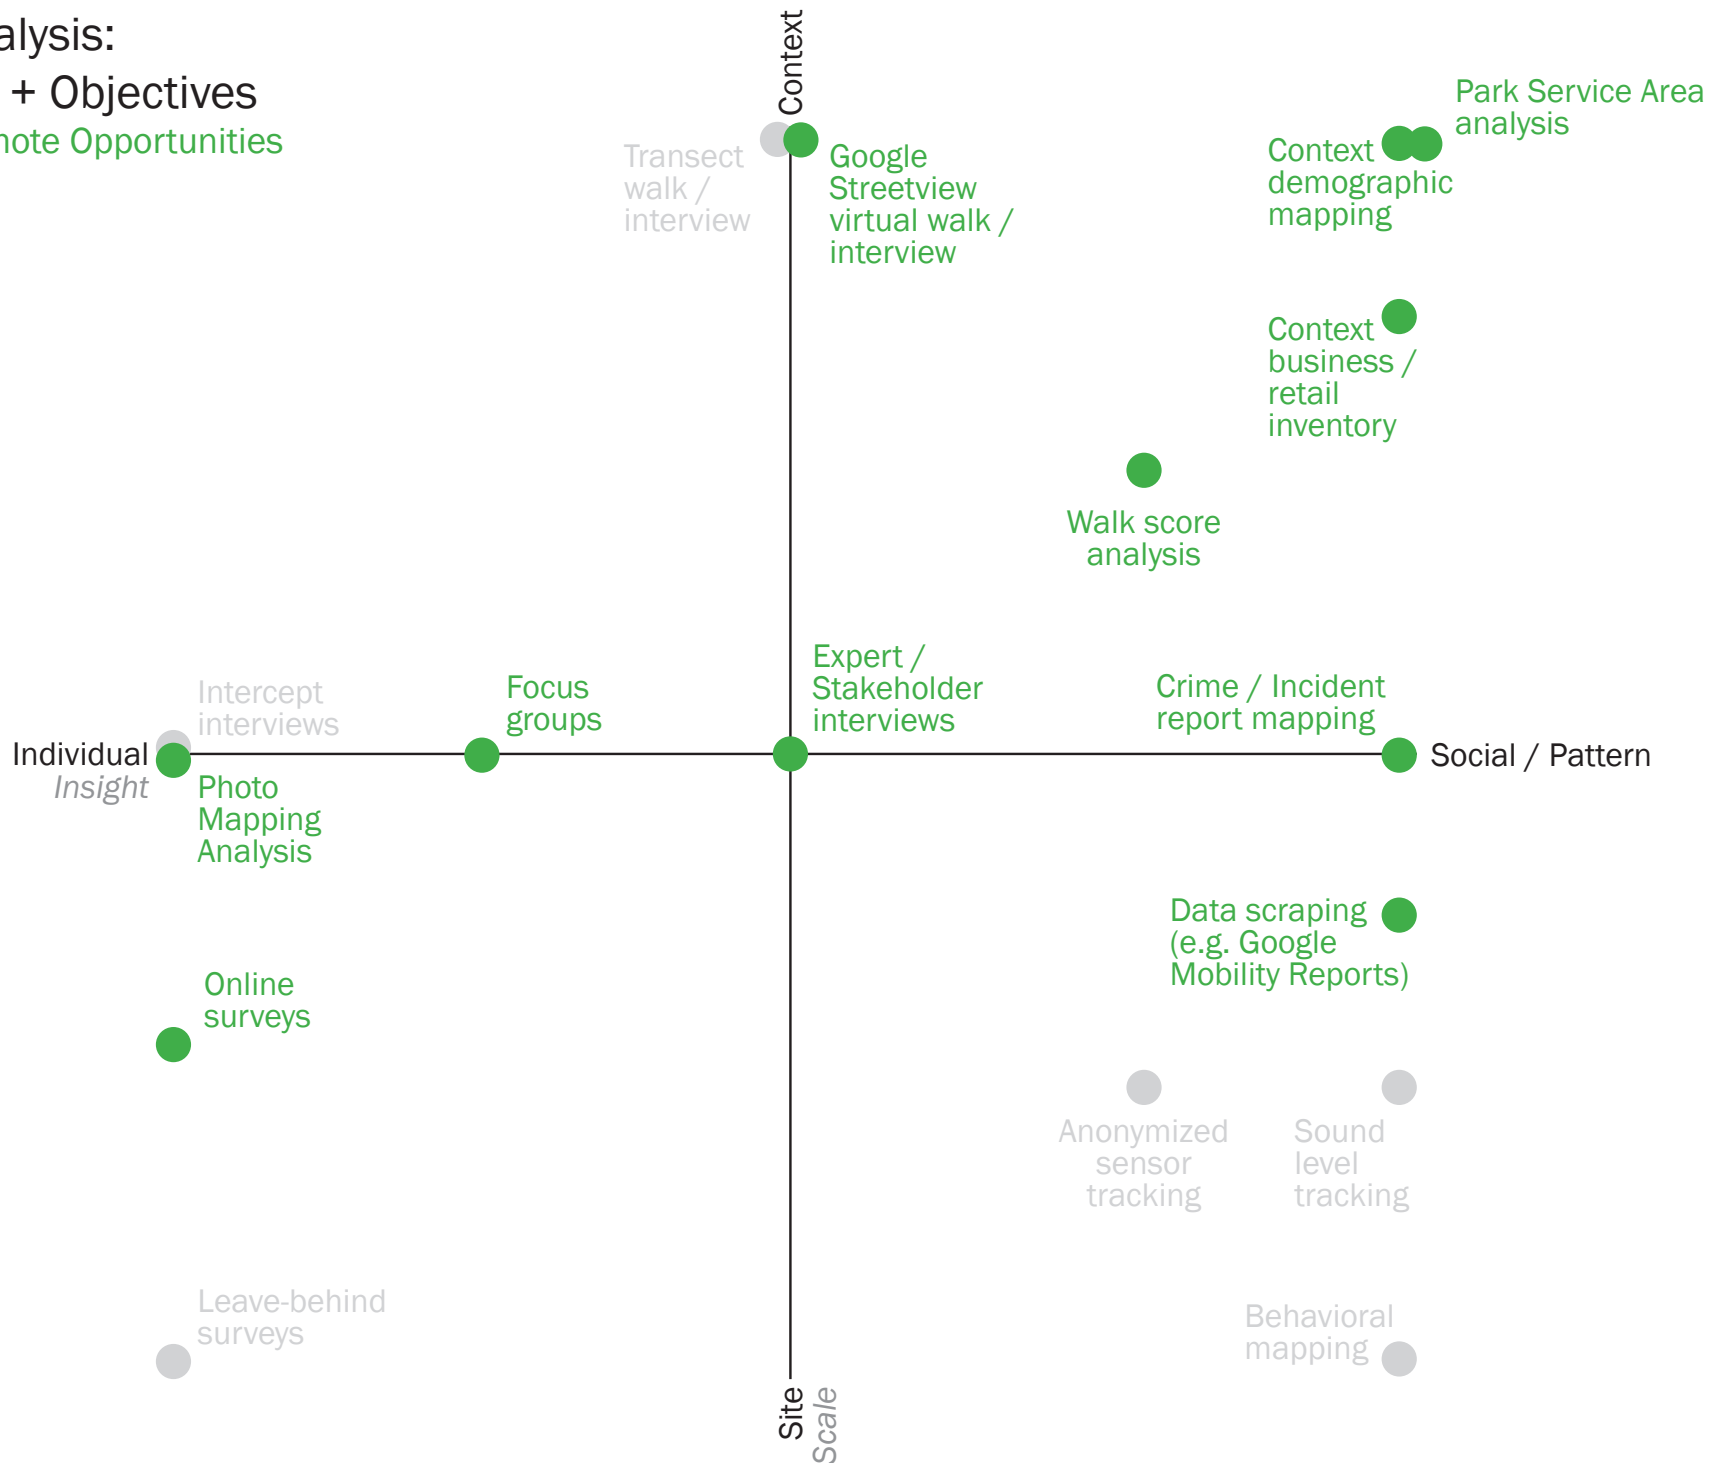 + Objectives
Opportunities
Context
Park Service Area
analysis
Transect
walk /
interview
Google
Streetview
virtual walk /
interview
Context
demographic
mapping
Context
business /
retail
inventory
Walk score
analysis
Intercept
interviews
Focus
groups
Expert /
Stakeholder
interviews
Crime / Incident
report mapping
Individual
Insight
Social / Pattern
Photo
Mapping
Analysis
Data scraping
(e.g. Google
Mobility Reports)
Online
surveys
Anonymized
sensor
tracking
Sound
level
tracking
Leave-behind
surveys
Behavioral
mapping
Site
Scale